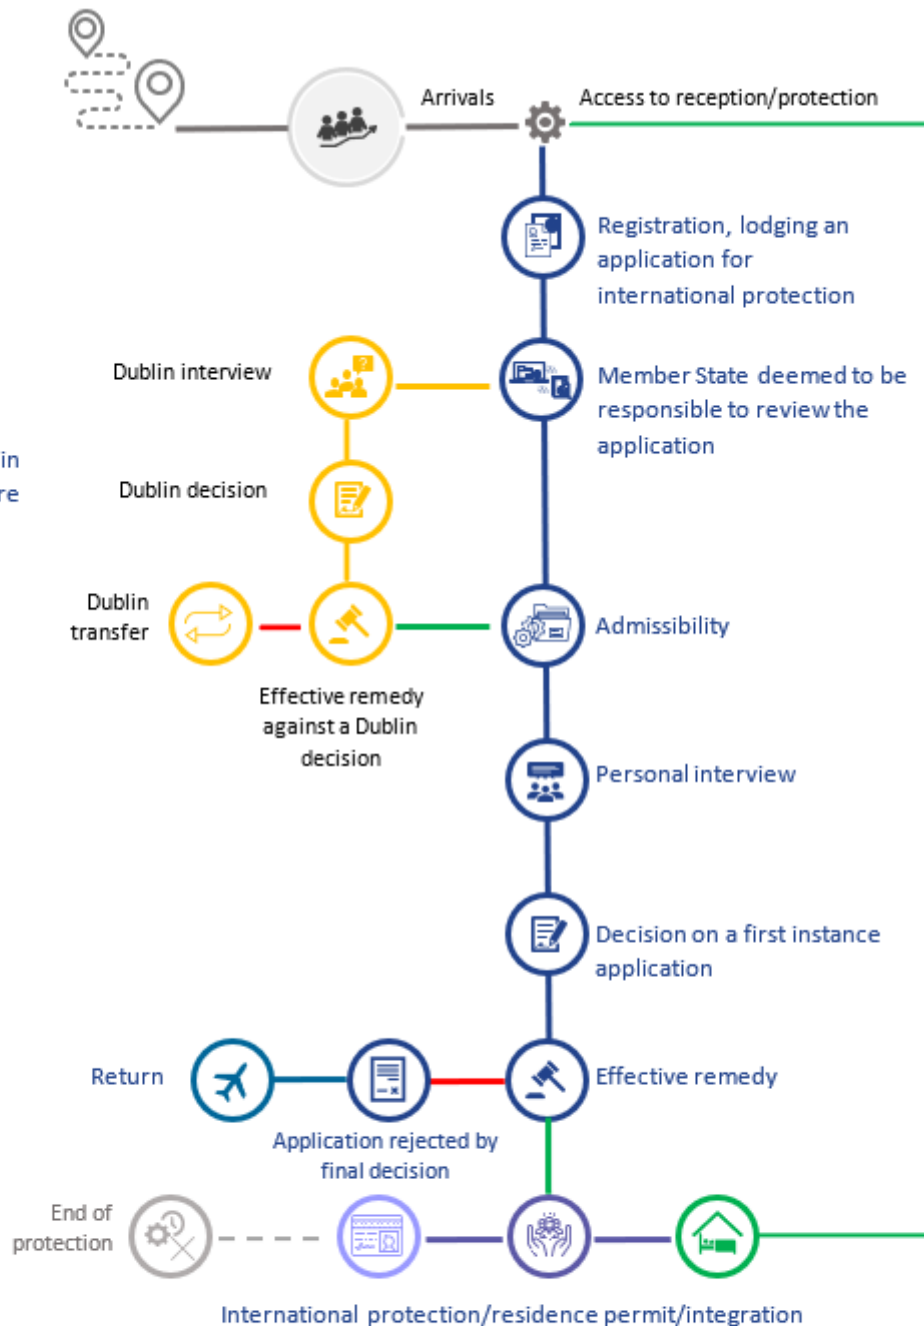 Arrivals
Access to reception/protection
Registration, lodging an
application for
international protection
Dublin interview
Member State deemed to be
responsible to review the
application
in
re
Dublin decision
Dublin
transfer
Effective remedy
against a Dublin
decision
Admissibility
Personal interview
Decision on a first instance
application
Return
Application rejected by
final decision
Effective remedy
End of
protection
International protection/residence permit/integration